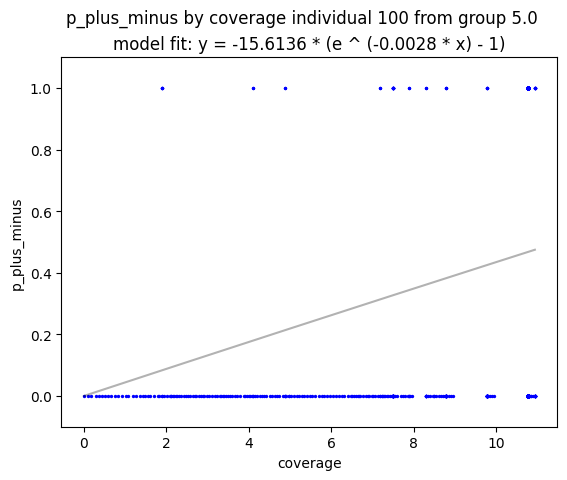 p_plus_minus by coverage individual 100 from group 5.0
model fit: y = -15.6136 * (e ^ (-0.0028 * x) - 1)
1.0
0.8
0.6
0.4
0.2
0.0
p_plus_minus
0 2 4 6 8 10
coverage